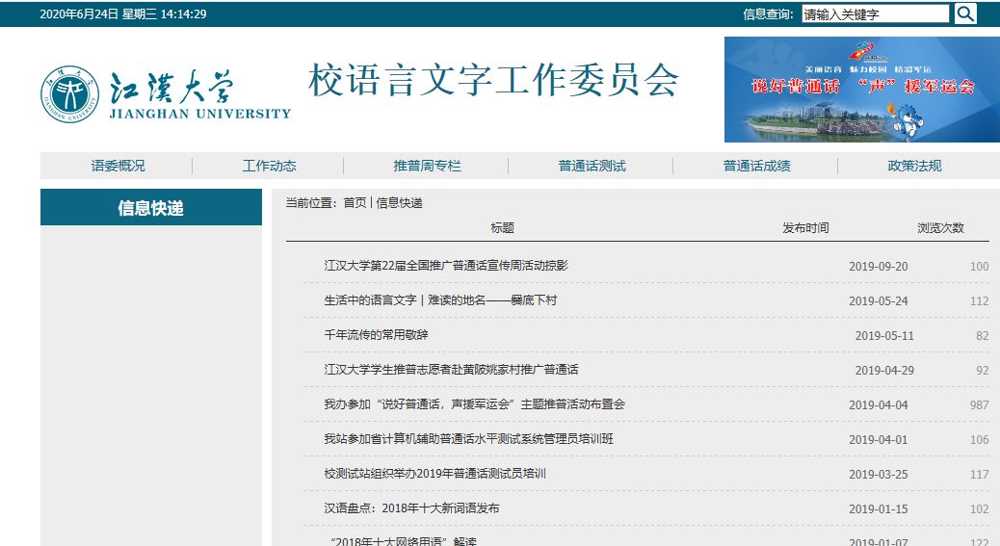 2020年6月24日 星期三 14:14:29 信息查询: 请输入关键字
江漢大学
JIANGHAN UNIVERSITY
校语言文字工作委员会
美丽语言 魅力校园 精彩军运
说好普通话 “声”援军运会
语委概况 工作动态 推普周专栏 普通话测试 普通话成绩 政策法规
信息快递
当前位置: 首页 | 信息快递
标题 发布时间 浏览次数
江汉大学第22届全国推广普通话宣传周活动掠影 2019-09-20 100
生活中的语言文字 | 难读的地名——爨底下村 2019-05-24 112
千年流传的常用敬辞 2019-05-11 82
江汉大学学生推普志愿者赴黄陂姚家村推广普通话 2019-04-29 92
我办参加“说好普通话，声援军运会”主题推普活动布置会 2019-04-04 987
我站参加省计算机辅助普通话水平测试系统管理员培训班 2019-04-01 106
校测试站组织举办2019年普通话测试员培训 2019-03-25 117
汉语盘点：2018年十大新词语发布 2019-01-15 102
“2018年十大网络用语”解读 2019-01-07 122